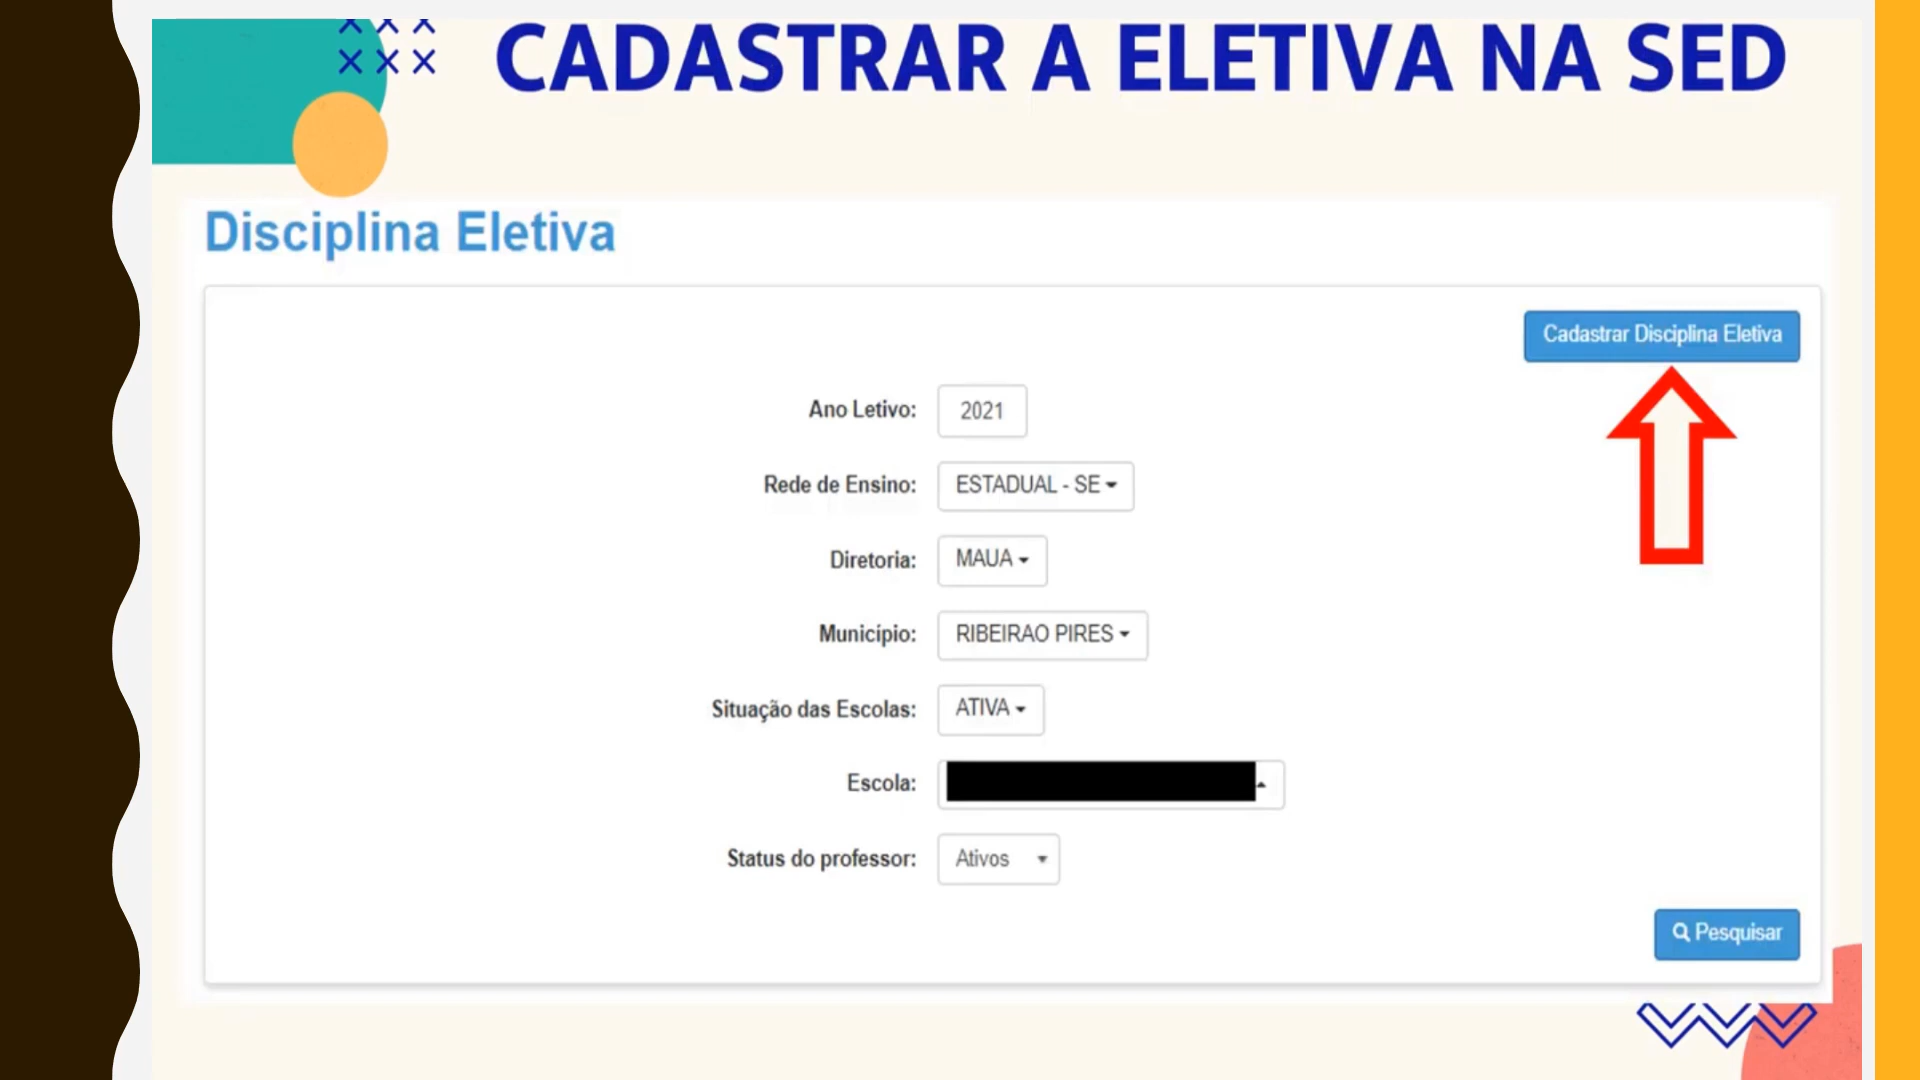 CADASTRAR A ELETIVA NA SED
Disciplina Eletiva
Cadastrar Disciplina Eletiva
Ano Letivo: 2021
Rede de Ensino: ESTADUAL - SE
Diretoria: MAUA
Município: RIBEIRAO PIRES
Situação das Escolas: ATIVA
Escola:
Status do professor: Ativos
Pesquisar